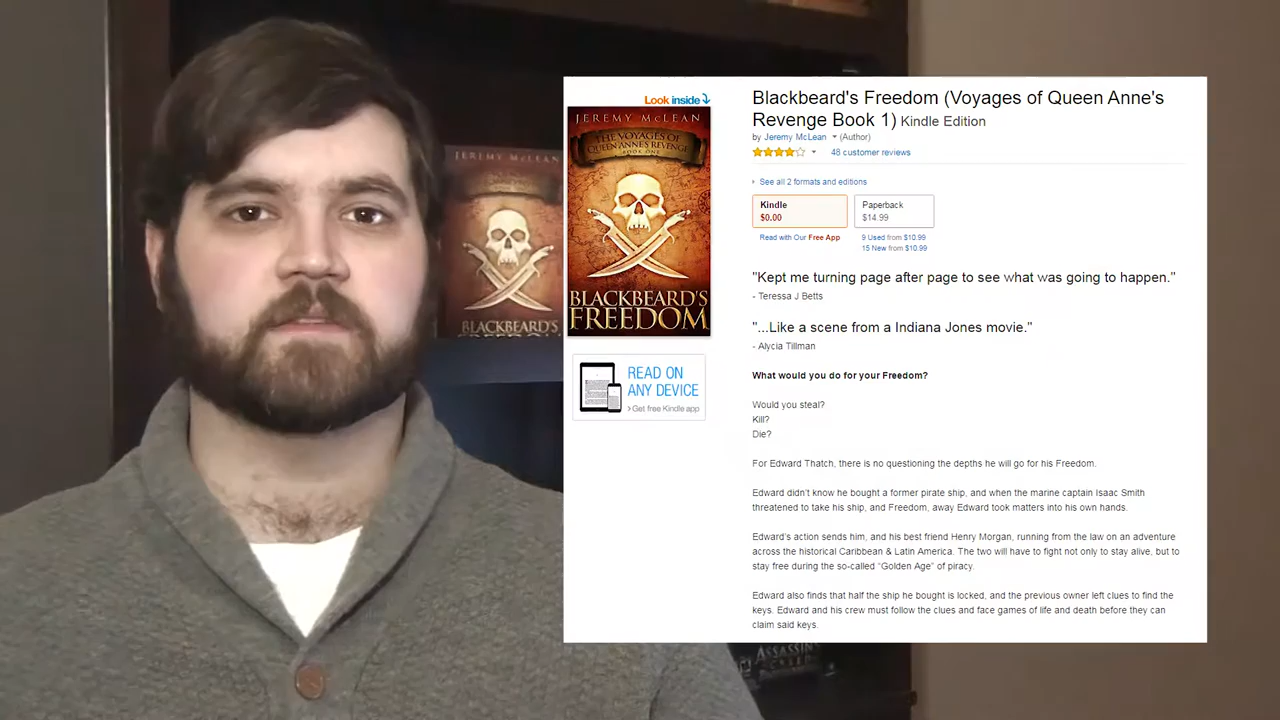 JEREMY McLEAN
BLACKBEARD'S
ASSASSIN'S
Look inside
JEREMY McLEAN
THE VOYAGES OF
QUEEN ANNE'S REVENGE
BOOK ONE
BLACKBEARD'S
FREEDOM
READ ON
ANY DEVICE
›Get free Kindle app
Blackbeard's Freedom (Voyages of Queen Anne's
Revenge Book 1) Kindle Edition
by Jeremy McLean (Author)
48 customer reviews
See all 2 formats and editions
Kindle
$0.00
Paperback
$14.99
Read with Our Free App
9 Used from $10.99
15 New from $10.99
"Kept me turning page after page to see what was going to happen."
- Teressa J Betts
"...Like a scene from a Indiana Jones movie."
- Alycia Tillman
What would you do for your Freedom?
Would you steal?
Kill?
Die?
For Edward Thatch, there is no questioning the depths he will go for his Freedom.
Edward didn't know he bought a former pirate ship, and when the marine captain Isaac Smith
threatened to take his ship, and Freedom, away Edward took matters into his own hands.
Edward's action sends him, and his best friend Henry Morgan, running from the law on an adventure
across the historical Caribbean & Latin America. The two will have to fight not only to stay alive, but to
stay free during the so-called "Golden Age" of piracy.
Edward also finds that half the ship he bought is locked, and the previous owner left clues to find the
keys. Edward and his crew must follow the clues and face games of life and death before they can
claim said keys.